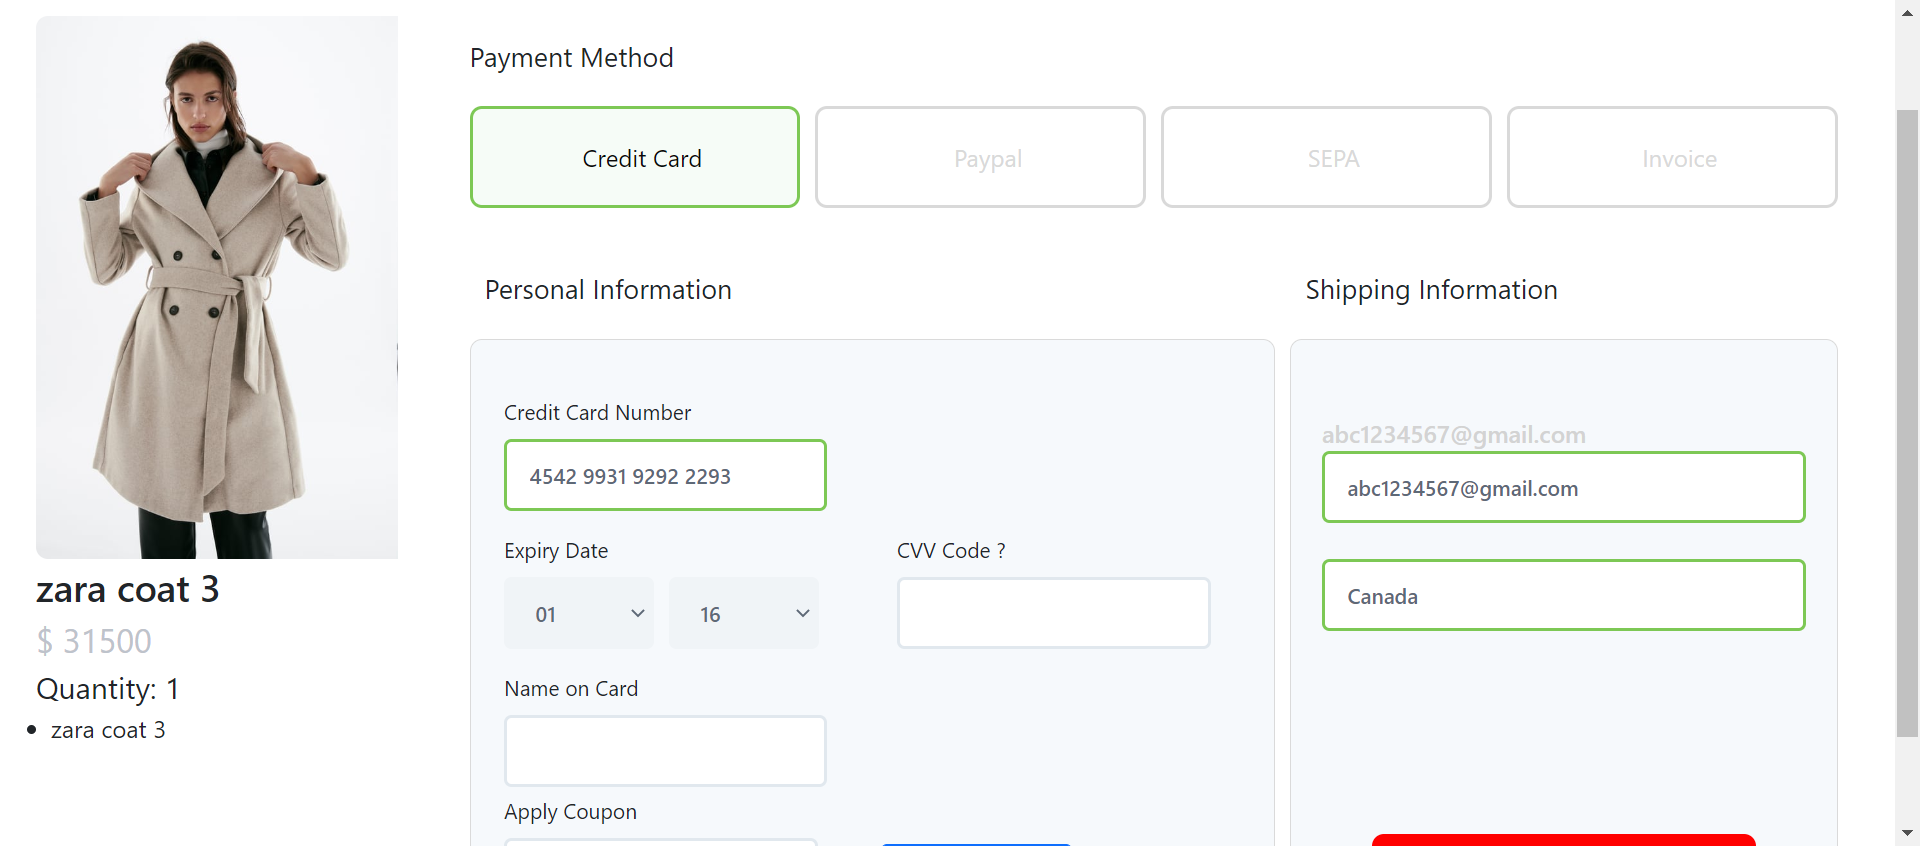 Payment Method
Credit Card
Paypal
SEPA
Invoice
Personal Information
Shipping Information
Credit Card Number
4542 9931 9292 2293
Expiry Date
01
16
CVV Code ?
Name on Card
Apply Coupon
abc1234567@gmail.com
abc1234567@gmail.com
Canada
zara coat 3
$ 31500
Quantity: 1
zara coat 3